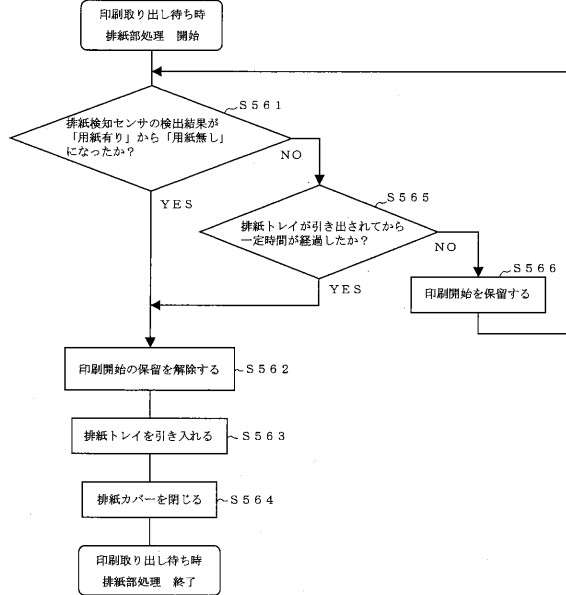 印刷取り出し待ち時
排紙部処理　開始
Ｓ５６１
排紙検知センサの検出結果が
「用紙有り」から「用紙無し」
になったか？
ＮＯ
ＹＥＳ
Ｓ５６５
排紙トレイが引き出されてから
一定時間が経過したか？
ＮＯ
ＹＥＳ
Ｓ５６６
印刷開始を保留する
印刷開始の保留を解除する
Ｓ５６２
排紙トレイを引き入れる
Ｓ５６３
排紙カバーを閉じる
Ｓ５６４
印刷取り出し待ち時
排紙部処理　終了